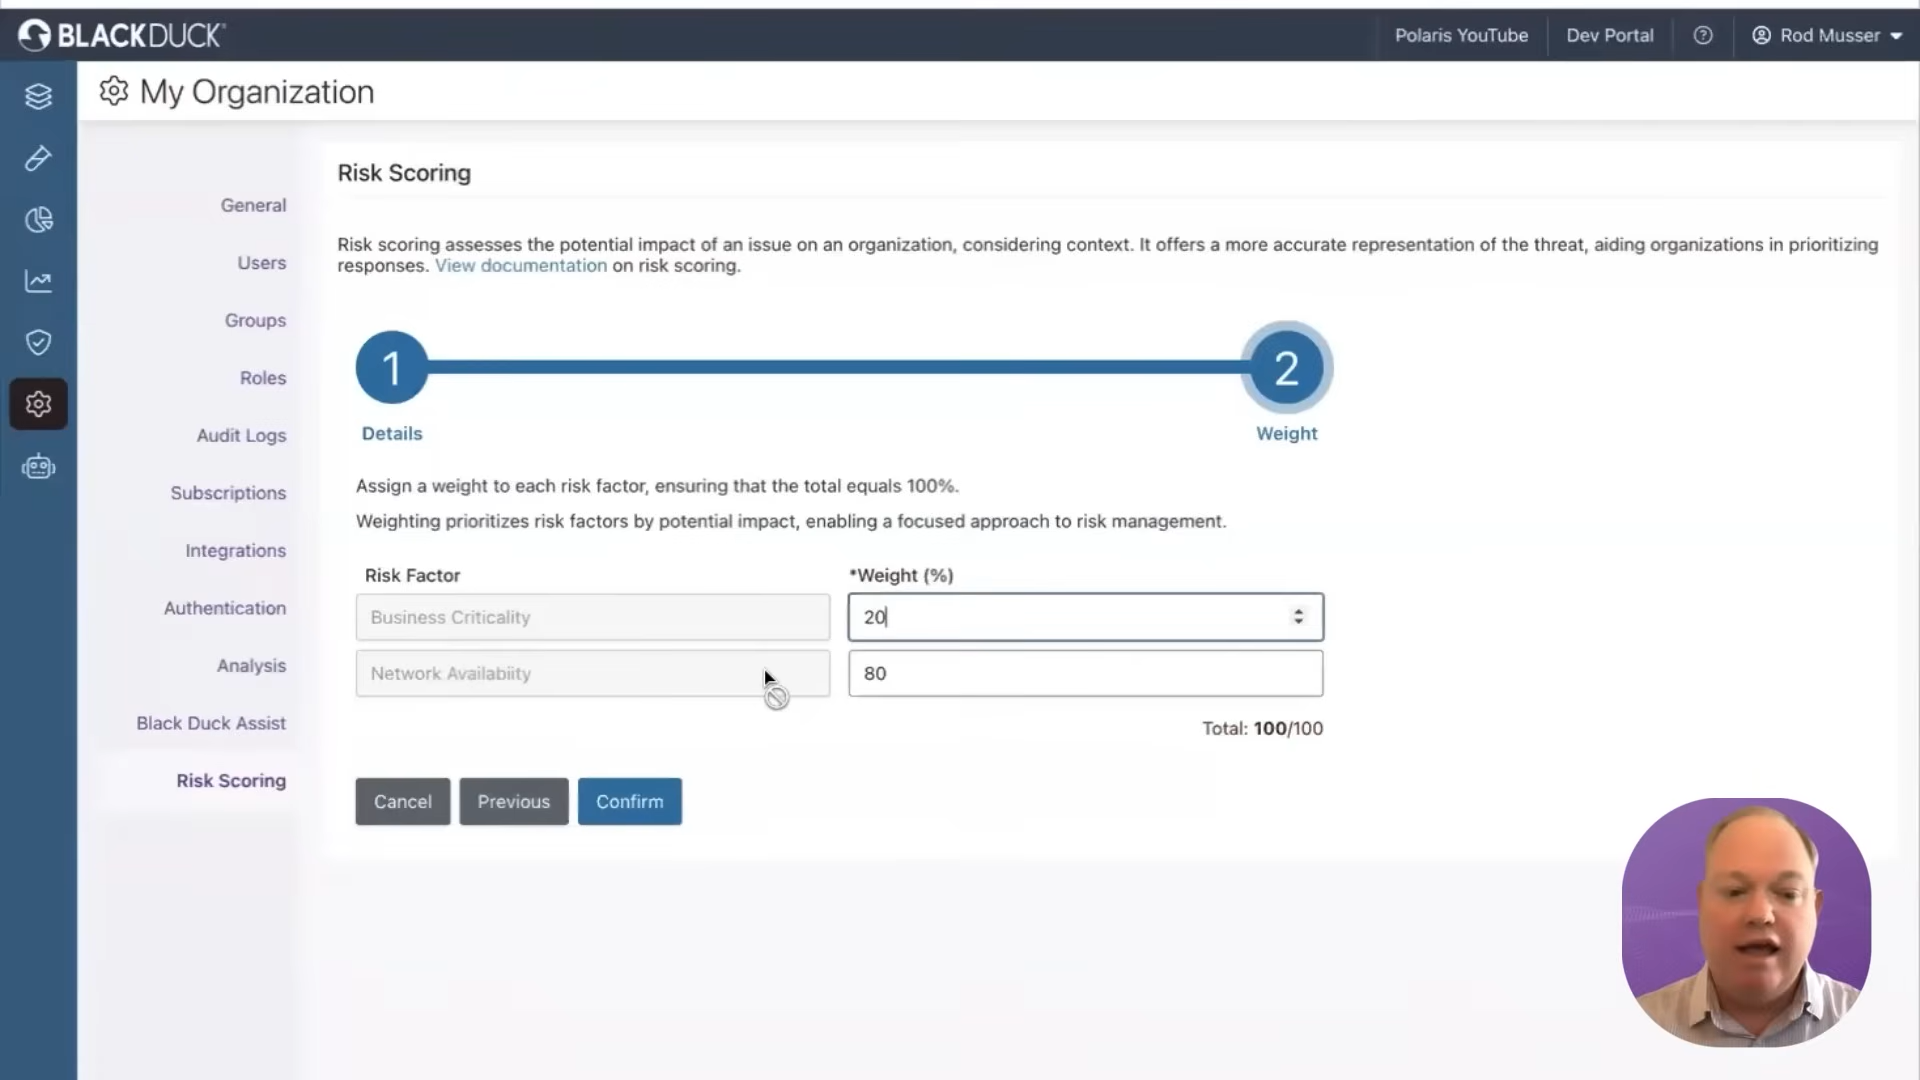 BLACKDUCK
Polaris YouTube
Dev Portal
Rod Musser
My Organization
General
Users
Groups
Roles
Audit Logs
Subscriptions
Integrations
Authentication
Analysis
Black Duck Assist
Risk Scoring
Risk Scoring
Risk scoring assesses the potential impact of an issue on an organization, considering context. It offers a more accurate representation of the threat, aiding organizations in prioritizing
responses. View documentation on risk scoring.
1
2
Details
Weight
Assign a weight to each risk factor, ensuring that the total equals 100%.
Weighting prioritizes risk factors by potential impact, enabling a focused approach to risk management.
Risk Factor
*Weight (%)
Business Criticality
20
Network Availabiity
80
Total: 100/100
Cancel
Previous
Confirm